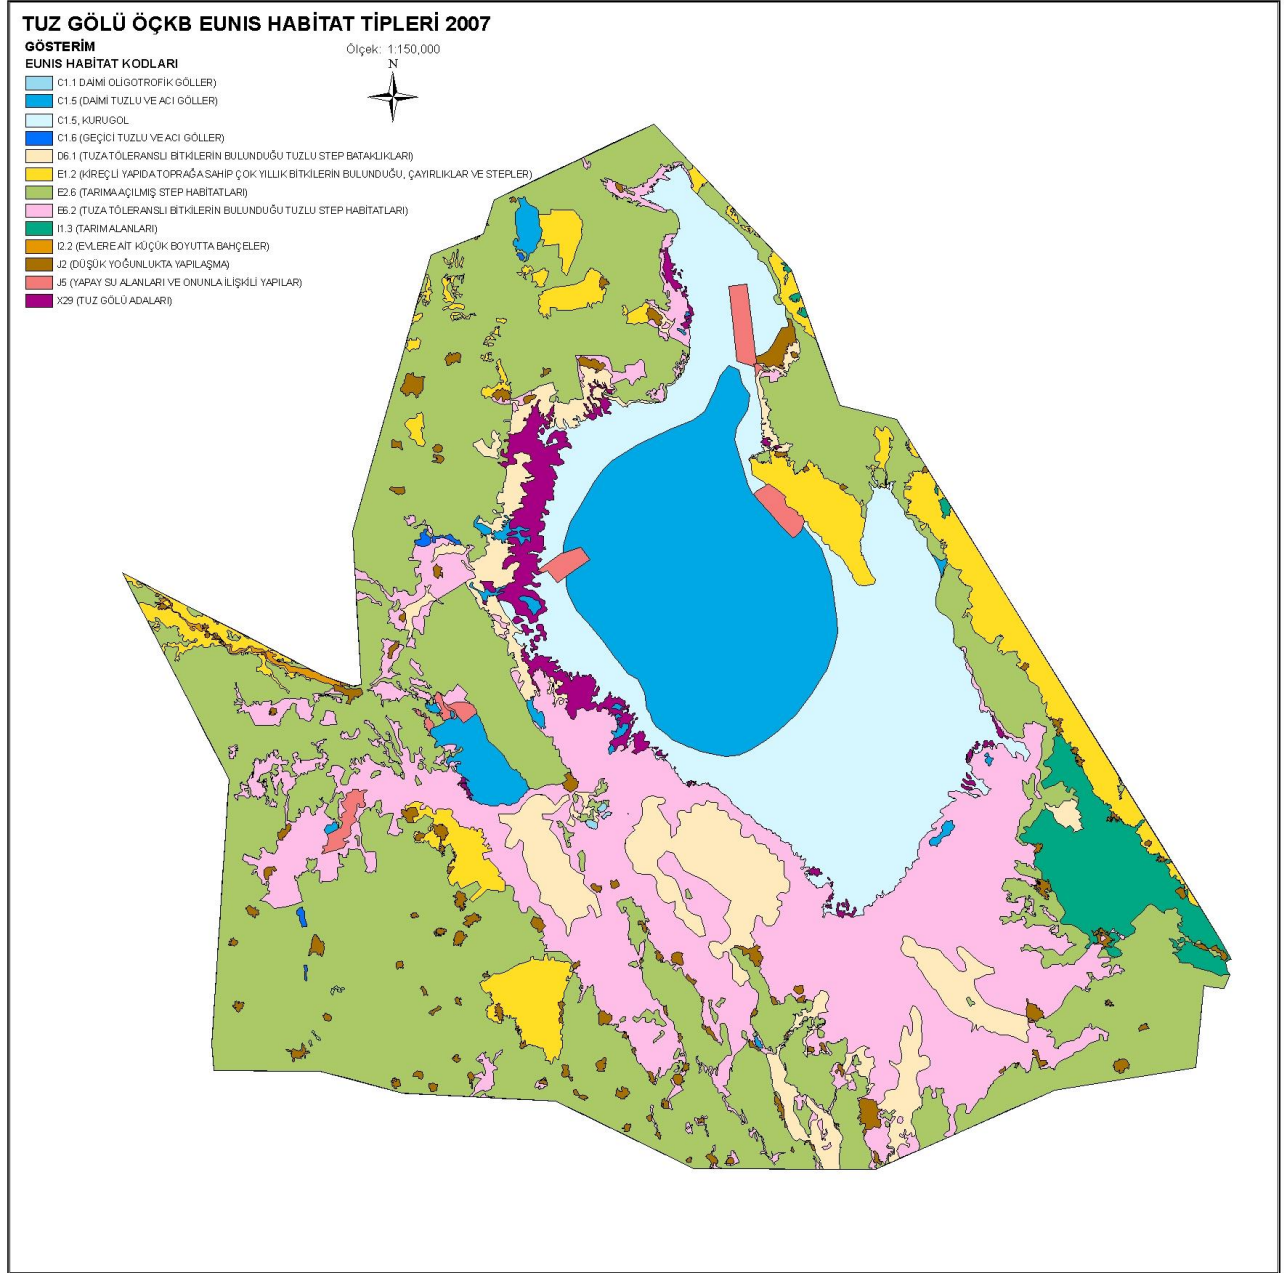 TUZ GÖLÜ ÖÇKB EUNIS HABİTAT TİPLERİ 2007
GÖSTERİM
Ölçek: 1:150,000
EUNIS HABİTAT KODLARI
N
C1.1 DAİMİ OLİGOTROFİK GÖLLER)
C1.5 (DAİMİ TUZLU VE ACI GÖLLER)
C1.5, KURUGOL
C1.6 (GEÇİCİ TUZLU VE ACI GÖLLER)
D6.1 (TUZA TÖLERANSLI BİTKİLERİN BULUNDUĞU TUZLU STEP BATAKLIKLARI)
E1.2 (KİREÇLİ YAPIDA TOPRAĞA SAHİP ÇOK YILLIK BİTKİLERİN BULUNDUĞU, ÇAYIRLIKLAR VE STEPLER)
E2.6 (TARIMA AÇILMIŞ STEP HABİTATLARI)
E6.2 (TUZA TÖLERANSLI BİTKİLERİN BULUNDUĞU TUZLU STEP HABİTATLARI)
I1.3 (TARIM ALANLARI)
I2.2 (EVLERE AİT KÜÇÜK BOYUTTA BAHÇELER)
J2 (DÜŞÜK YOĞUNLUKTA YAPILAŞMA)
J5 (YAPAY SU ALANLARI VE ONUNLA İLİŞKİLİ YAPILAR)
X29 (TUZ GÖLÜ ADALARI)